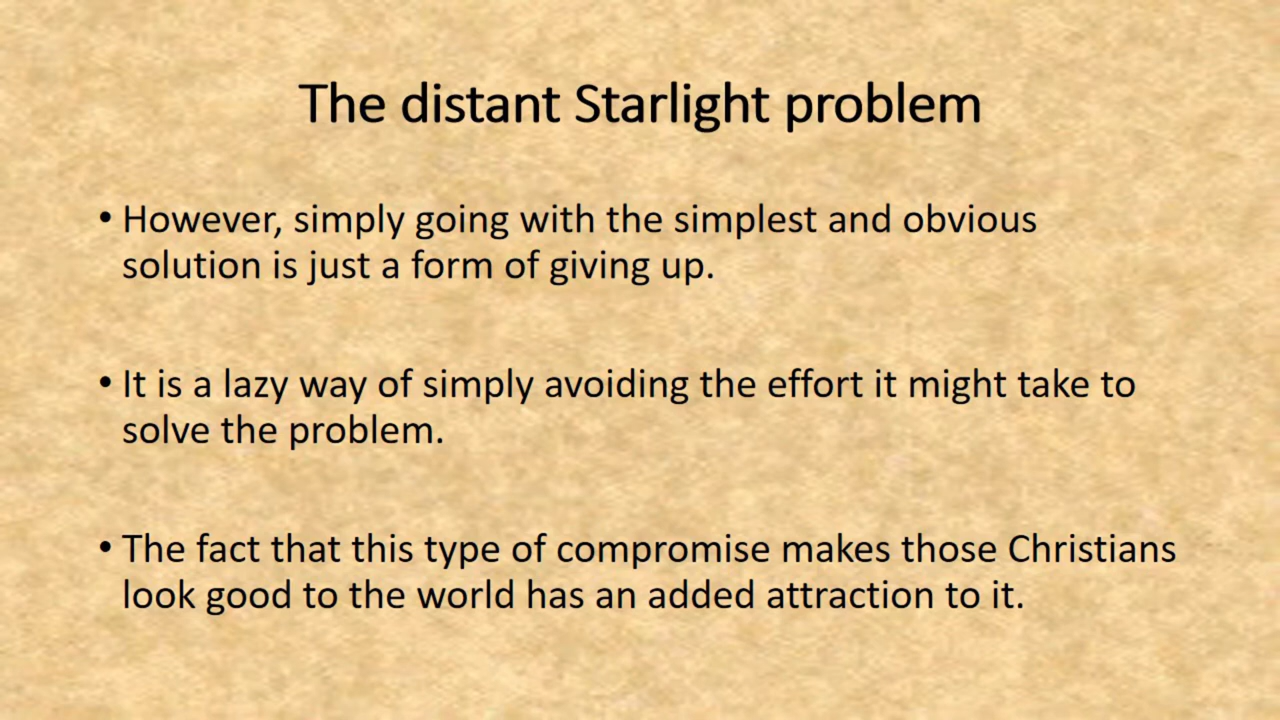 The distant Starlight problem
• However, simply going with the simplest and obvious
solution is just a form of giving up.
• It is a lazy way of simply avoiding the effort it might take to
solve the problem.
• The fact that this type of compromise makes those Christians
look good to the world has an added attraction to it.